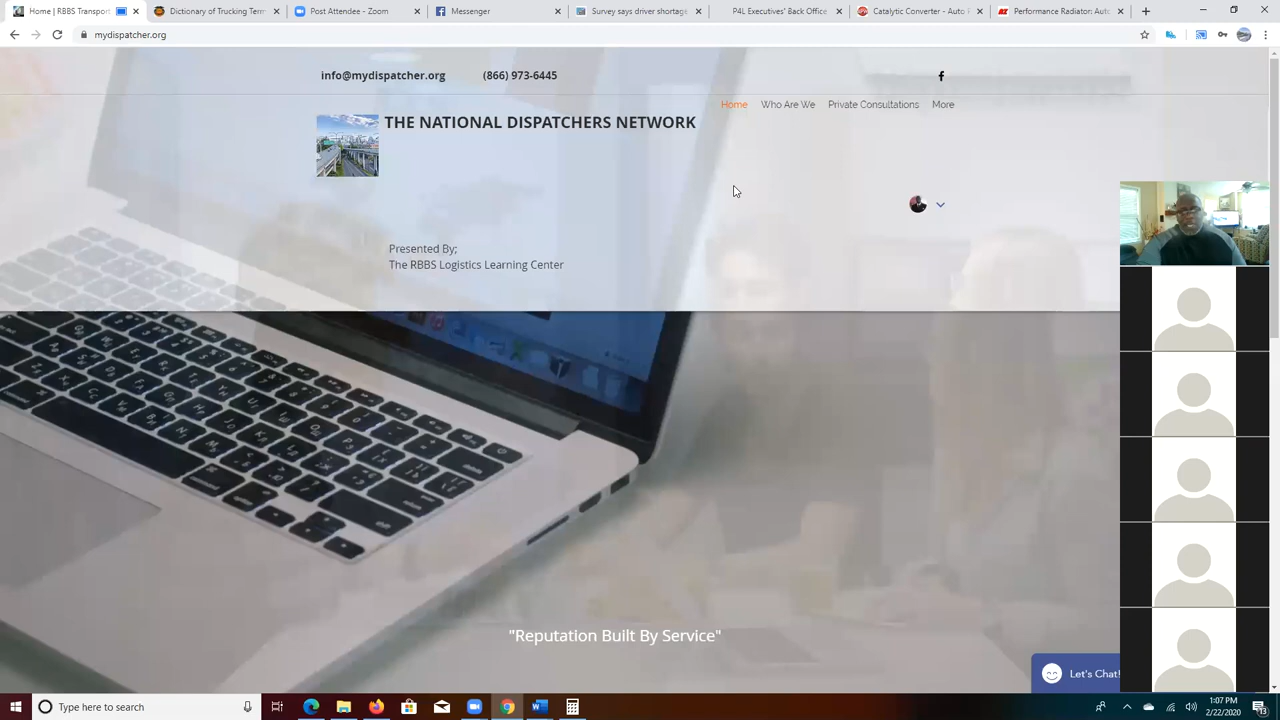 Home | RBBS Transport
Dictionary of Trucking Term
Post Attendee - Zoom
Messenger
Survey says driver shortage
P4L Executives' Back Office
Catalytic Converter - Auto
Performance Radiator: Auto
mydispatcher.org
info@mydispatcher.org (866) 973-6445
Home Who Are We Private Consultations More
THE NATIONAL DISPATCHERS NETWORK
Presented By;
The RBBS Logistics Learning Center
"Reputation Built By Service"
Let's Chat!
Type here to search
1:07 PM
2/22/2020
13